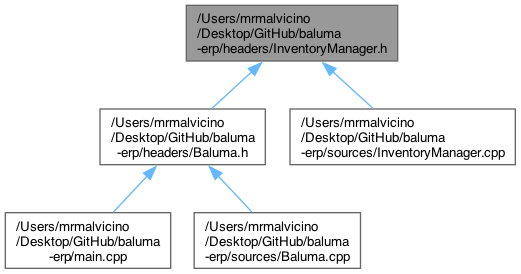 /Users/mrmalvicino
/Desktop/GitHub/baluma
-erp/headers/InventoryManager.h
/Users/mrmalvicino
/Desktop/GitHub/baluma
-erp/headers/Baluma.h
/Users/mrmalvicino
/Desktop/GitHub/baluma
-erp/sources/InventoryManager.cpp
/Users/mrmalvicino
/Desktop/GitHub/baluma
-erp/main.cpp
/Users/mrmalvicino
/Desktop/GitHub/baluma
-erp/sources/Baluma.cpp